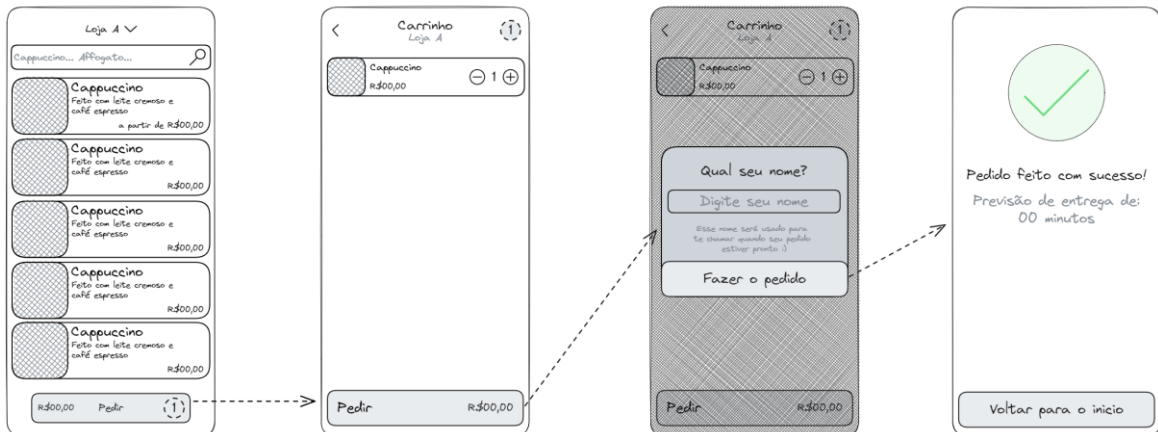 Loja A
Cappuccino... Affogato...
Cappuccino
Feito com leite cremoso e
café espresso
a partir de R$00,00
Cappuccino
Feito com leite cremoso e
café espresso
R$00,00
Cappuccino
Feito com leite cremoso e
café espresso
R$00,00
Cappuccino
Feito com leite cremoso e
café espresso
R$00,00
Cappuccino
Feito com leite cremoso e
café espresso
R$00,00
R$00,00 Pedir 1
Carrinho 1
Loja A
Cappuccino
R$00,00
1
Pedir R$00,00
Carrinho 1
Loja A
Cappuccino
R$00,00
1
Qual seu nome?
Digite seu nome
Esse nome será usado para
te chamar quando seu pedido
estiver pronto :)
Fazer o pedido
Pedir R$00,00
Pedido feito com sucesso!
Previsão de entrega de:
00 minutos
Voltar para o inicio